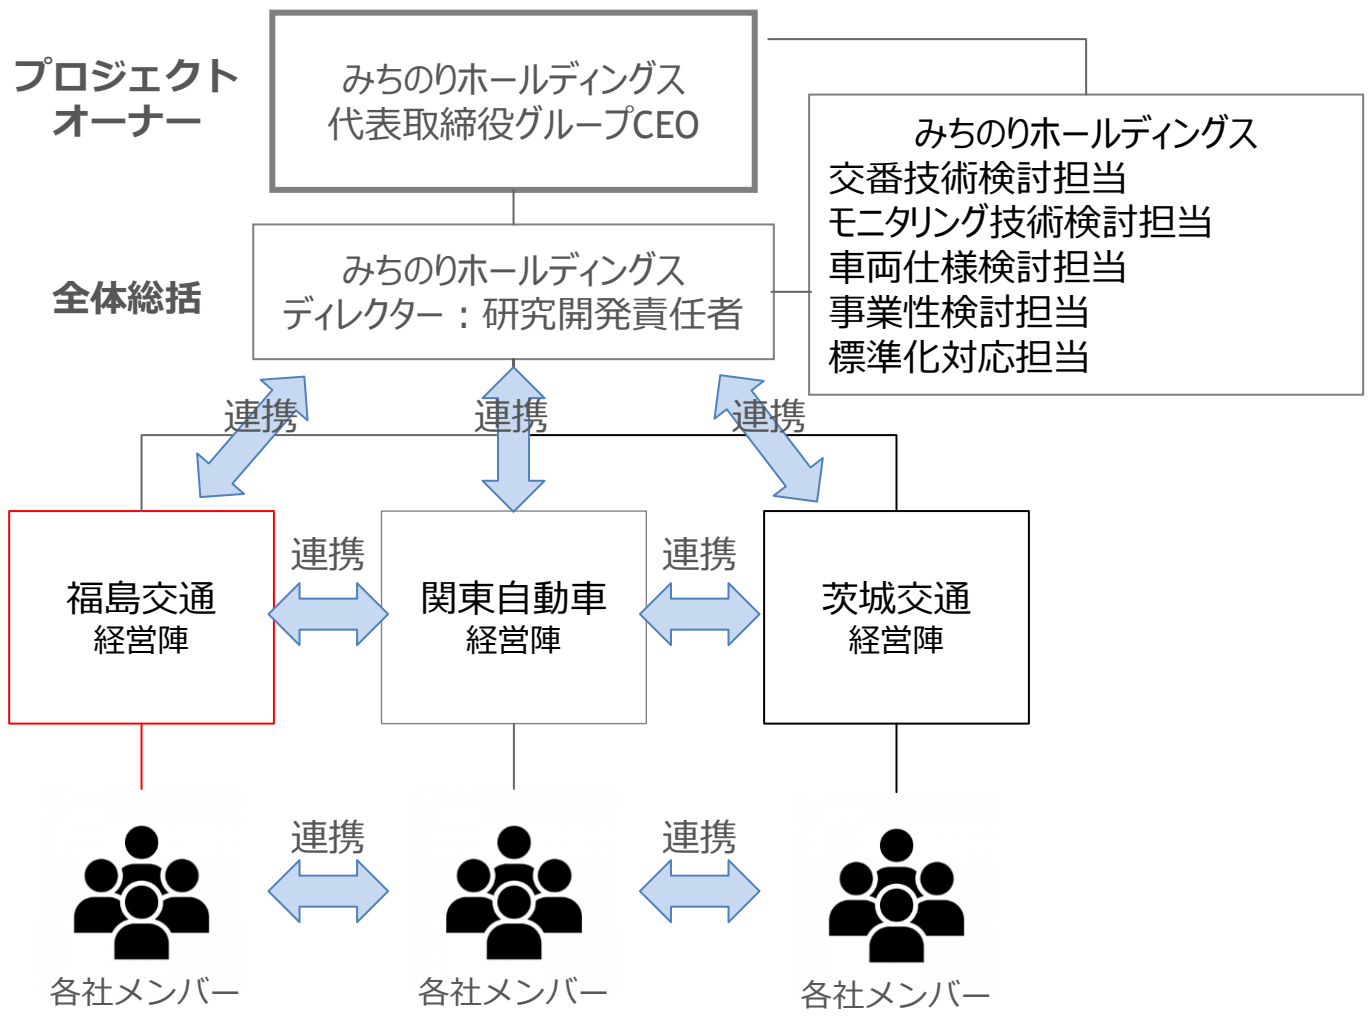 プロジェクト
オーナー
みちのりホールディングス
代表取締役グループCEO
みちのりホールディングス
交番技術検討担当
モニタリング技術検討担当
車両仕様検討担当
事業性検討担当
標準化対応担当
全体総括
みちのりホールディングス
ディレクター：研究開発責任者
連携
連携
連携
福島交通
経営陣
連携
関東自動車
経営陣
連携
茨城交通
経営陣
連携
連携
各社メンバー
各社メンバー
各社メンバー